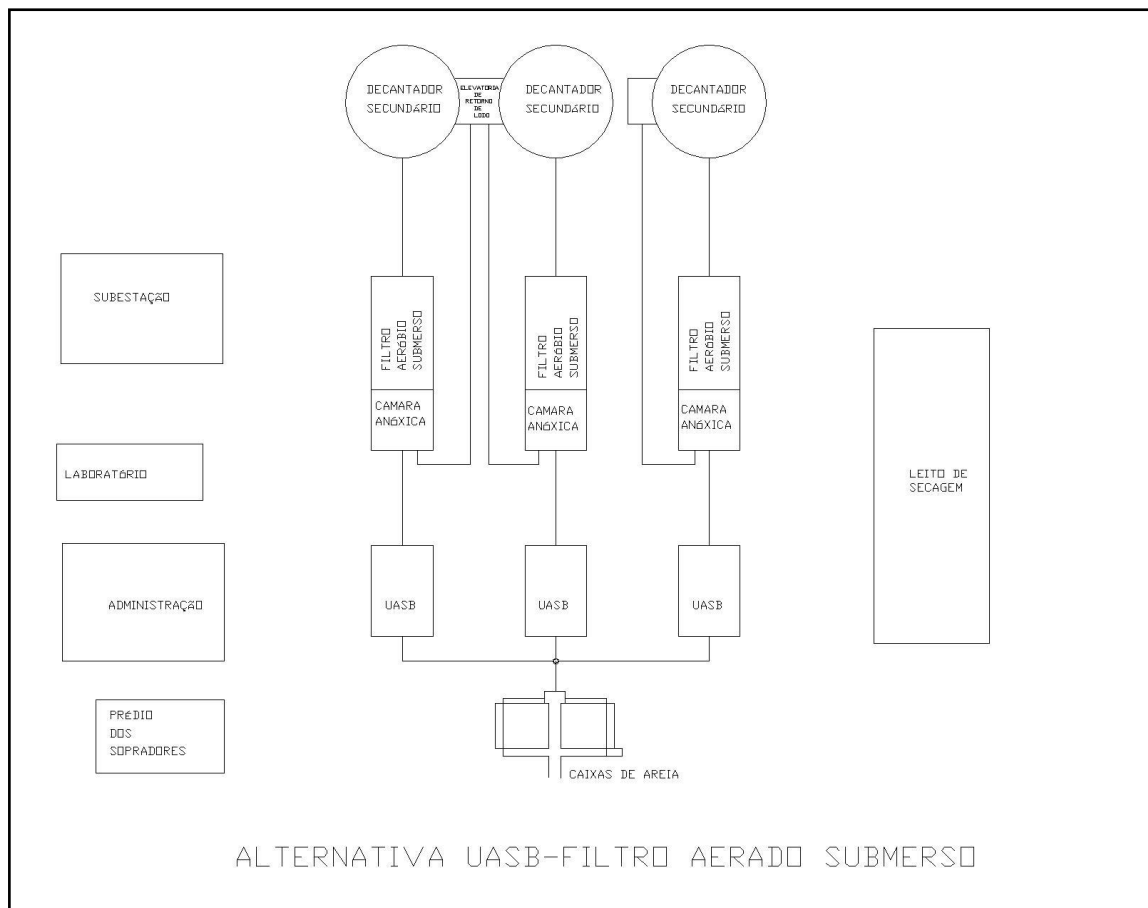 DECANTADOR
SECUNDÁRIO
ELEVATORIA
DE
RETORNO
DE
LODO
DECANTADOR
SECUNDÁRIO
DECANTADOR
SECUNDÁRIO
SUBESTAÇÃO
FILTRO
AERÓBIO
SUBMERSO
FILTRO
AERÓBIO
SUBMERSO
FILTRO
AERÓBIO
SUBMERSO
CAMARA
ANÓXICA
CAMARA
ANÓXICA
CAMARA
ANÓXICA
LABORATÓRIO
LEITO DE
SECAGEM
ADMINISTRAÇÃO
UASB
UASB
UASB
PRÉDIO
DOS
SOPRADORES
CAIXAS DE AREIA
ALTERNATIVA UASB-FILTRO AERADO SUBMERSO